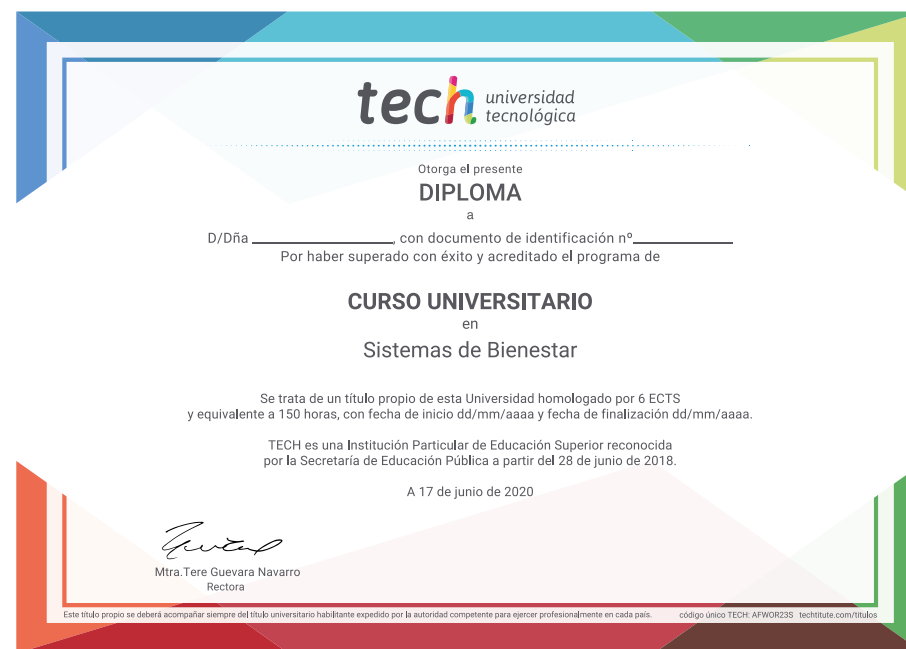 tech universidad
tecnológica
Otorga el presente
DIPLOMA
a
D/Dña ____________________, con documento de identificación nº______________
Por haber superado con éxito y acreditado el programa de
CURSO UNIVERSITARIO
en
Sistemas de Bienestar
Se trata de un título propio de esta Universidad homologado por 6 ECTS
y equivalente a 150 horas, con fecha de inicio dd/mm/aaaa y fecha de finalización dd/mm/aaaa.
TECH es una Institución Particular de Educación Superior reconocida
por la Secretaría de Educación Pública a partir del 28 de junio de 2018.
A 17 de junio de 2020
Mtra.Tere Guevara Navarro
Rectora
Este título propio se deberá acompañar siempre del título universitario habilitante expedido por la autoridad competente para ejercer profesionalmente en cada país. código único TECH: AFWOR23S techtitute.com/titulos